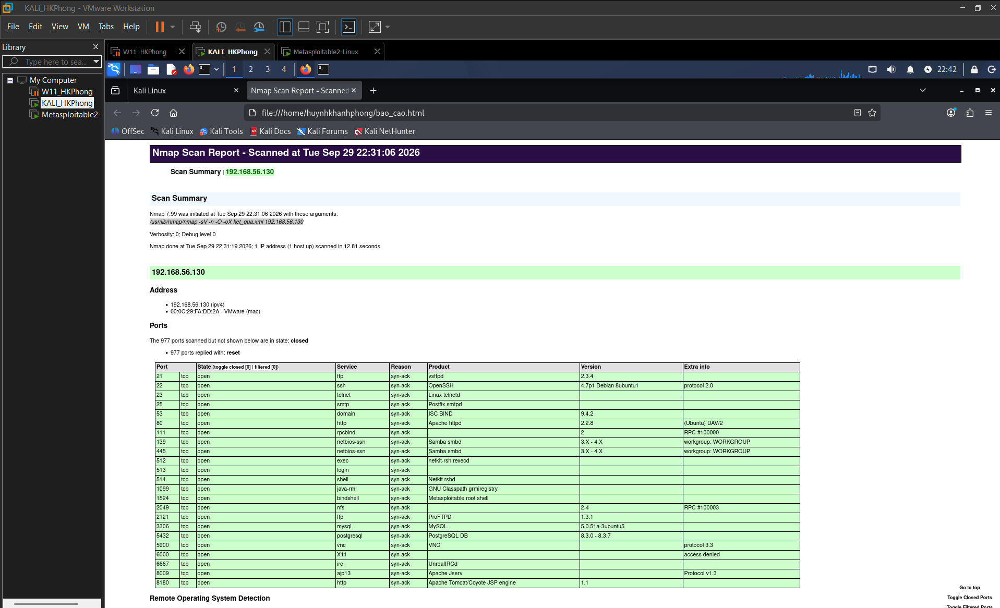 KALI_HKPhong - VMware Workstation
File Edit View VM Tabs Help
Library
Type here to sea...
My Computer
W11_HKPhong
KALI_HKPhong
Metasploitable2-
W11_HKPhong KALI_HKPhong Metasploitable2-Linux
1 2 3 4 22:42
Kali Linux Nmap Scan Report - Scanned
file:///home/huynhkhanhphong/bao_cao.html
OffSec Kali Linux Kali Tools Kali Docs Kali Forums Kali NetHunter
Nmap Scan Report - Scanned at Tue Sep 29 22:31:06 2026
Scan Summary | 192.168.56.130
Scan Summary
Nmap 7.99 was initiated at Tue Sep 29 22:31:06 2026 with these arguments:
/usr/lib/nmap/nmap -sV -n -O -oX ket_qua.xml 192.168.56.130
Verbosity: 0; Debug level 0
Nmap done at Tue Sep 29 22:31:19 2026; 1 IP address (1 host up) scanned in 12.81 seconds
192.168.56.130
Address
• 192.168.56.130 (ipv4)
• 00:0C:29:FA:DD:2A - VMware (mac)
Ports
The 977 ports scanned but not shown below are in state: closed
• 977 ports replied with: reset
Port State (toggle closed [0] | filtered [0]) Service Reason Product Version Extra info
21 tcp open ftp syn-ack vsftpd 2.3.4
22 tcp open ssh syn-ack OpenSSH 4.7p1 Debian 8ubuntu1 protocol 2.0
23 tcp open telnet syn-ack Linux telnetd
25 tcp open smtp syn-ack Postfix smtpd
53 tcp open domain syn-ack ISC BIND 9.4.2
80 tcp open http syn-ack Apache httpd 2.2.8 (Ubuntu) DAV/2
111 tcp open rpcbind syn-ack 2 RPC #100000
139 tcp open netbios-ssn syn-ack Samba smbd 3.X - 4.X workgroup: WORKGROUP
445 tcp open netbios-ssn syn-ack Samba smbd 3.X - 4.X workgroup: WORKGROUP
512 tcp open exec syn-ack netkit-rsh rexecd
513 tcp open login syn-ack
514 tcp open shell syn-ack Netkit rshd
1099 tcp open java-rmi syn-ack GNU Classpath grmiregistry
1524 tcp open bindshell syn-ack Metasploitable root shell
2049 tcp open nfs syn-ack 2-4 RPC #100003
2121 tcp open ftp syn-ack ProFTPD 1.3.1
3306 tcp open mysql syn-ack MySQL 5.0.51a-3ubuntu5
5432 tcp open postgresql syn-ack PostgreSQL DB 8.3.0 - 8.3.7
5900 tcp open vnc syn-ack VNC protocol 3.3
6000 tcp open X11 syn-ack access denied
6667 tcp open irc syn-ack UnrealIRCd
8009 tcp open ajp13 syn-ack Apache Jserv Protocol v1.3
8180 tcp open http syn-ack Apache Tomcat/Coyote JSP engine 1.1
Remote Operating System Detection
Go to top
Toggle Closed Ports
Toggle Filtered Ports